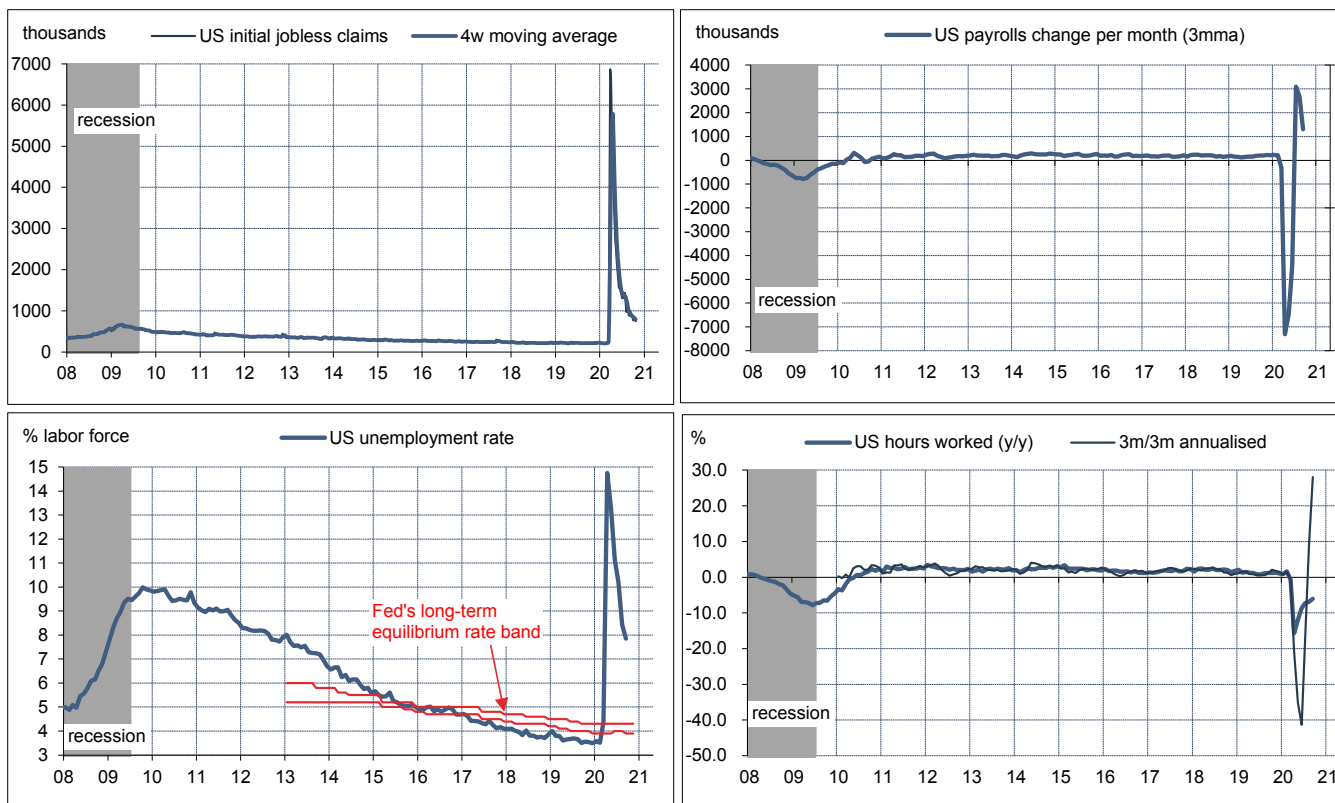 thousands
US initial jobless claims
4w moving average
7000
6000
5000
4000
3000
2000
1000
0
recession
08 09 10 11 12 13 14 15 16 17 18 19 20 21
thousands
US payrolls change per month (3mma)
4000
3000
2000
1000
0
-1000
-2000
-3000
-4000
-5000
-6000
-7000
-8000
recession
08 09 10 11 12 13 14 15 16 17 18 19 20 21
% labor force
US unemployment rate
15
14
13
12
11
10
9
8
7
6
5
4
3
Fed's long-term
equilibrium rate band
recession
08 09 10 11 12 13 14 15 16 17 18 19 20 21
%
US hours worked (y/y)
3m/3m annualised
30.0
20.0
10.0
0.0
-10.0
-20.0
-30.0
-40.0
-50.0
recession
08 09 10 11 12 13 14 15 16 17 18 19 20 21